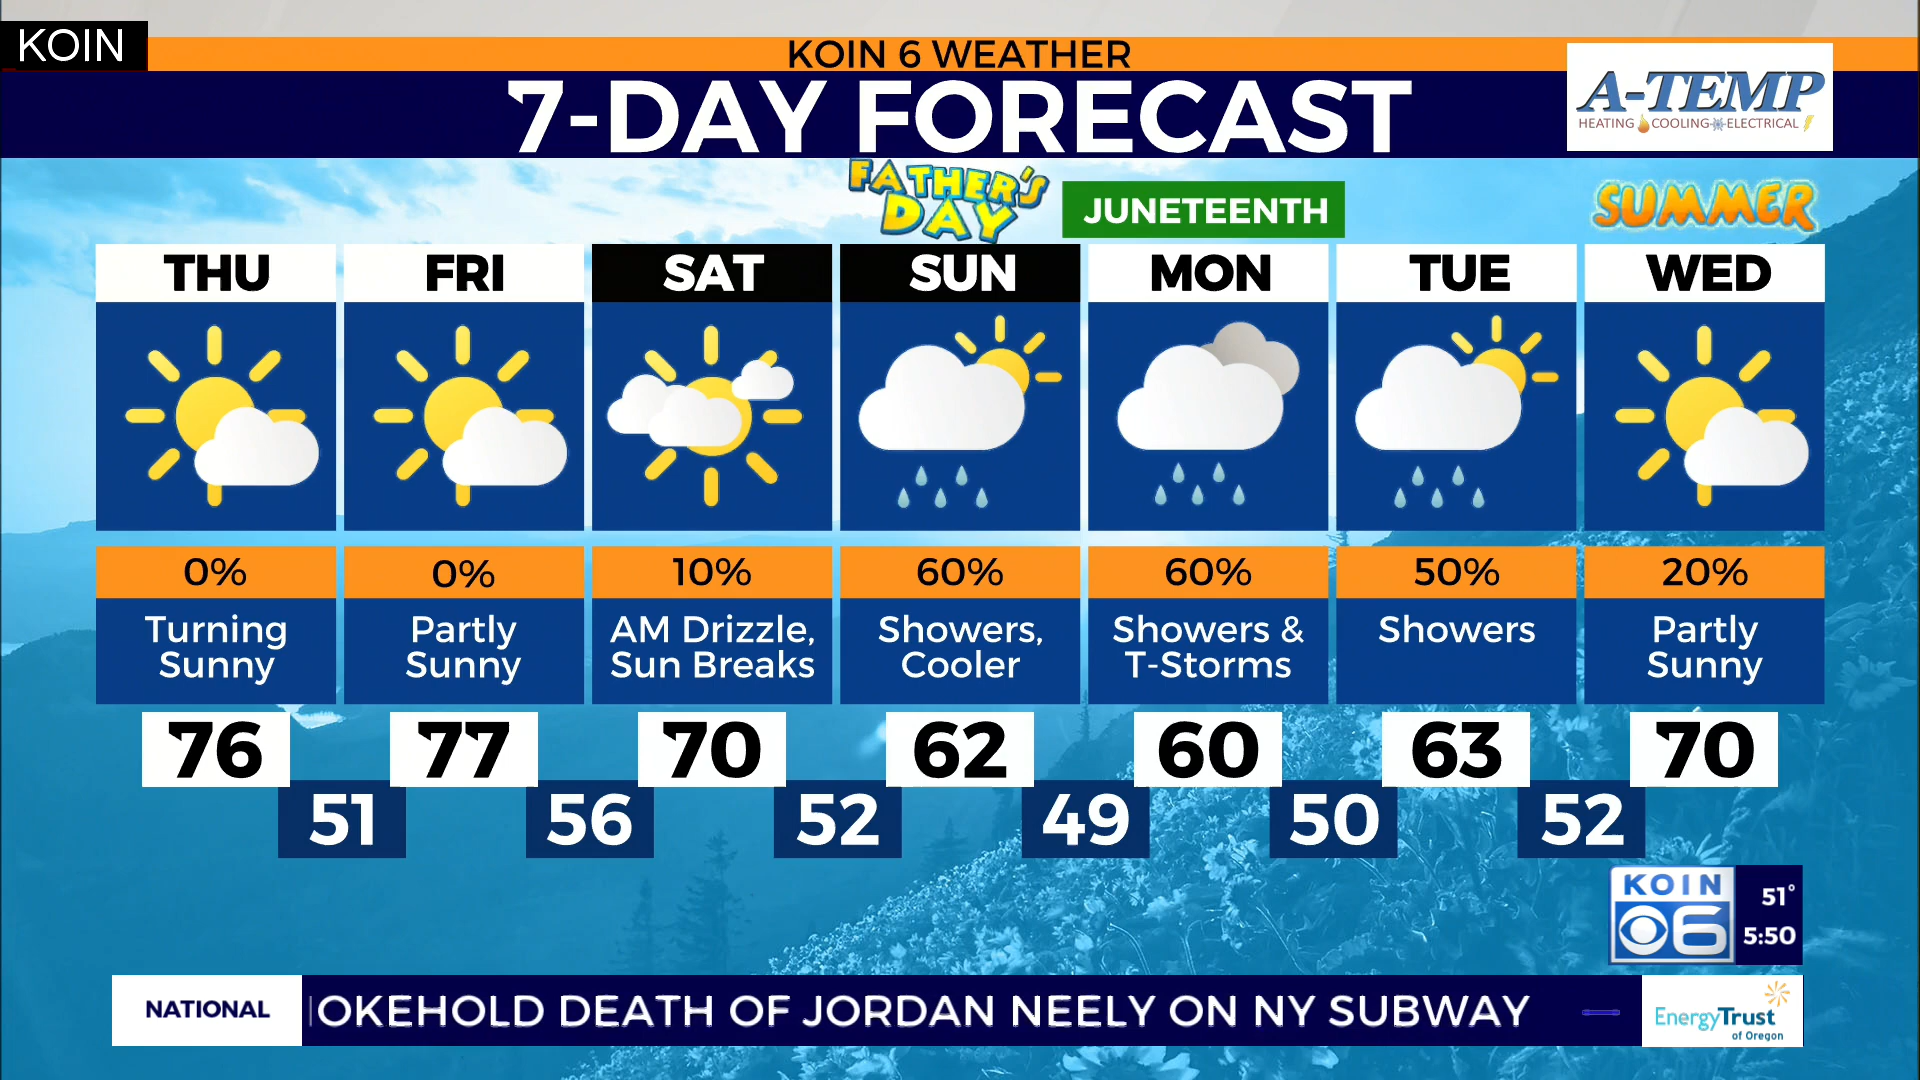 KOIN
KOIN 6 WEATHER
7-DAY FORECAST
A-TEMP
HEATING COOLING ELECTRICAL
FATHER'S
DAY
JUNETEENTH
SUMMER
THU FRI SAT SUN MON TUE WED
0% 0% 10% 60% 60% 50% 20%
Turning Partly AM Drizzle, Showers, Showers & Showers Partly
Sunny Sunny Sun Breaks Cooler T-Storms Sunny
76 77 70 62 60 63 70
51 56 52 49 50 52
KOIN
6
51°
5:50
NATIONAL
OKEHOLD DEATH OF JORDAN NEELY ON NY SUBWAY
EnergyTrust
of Oregon